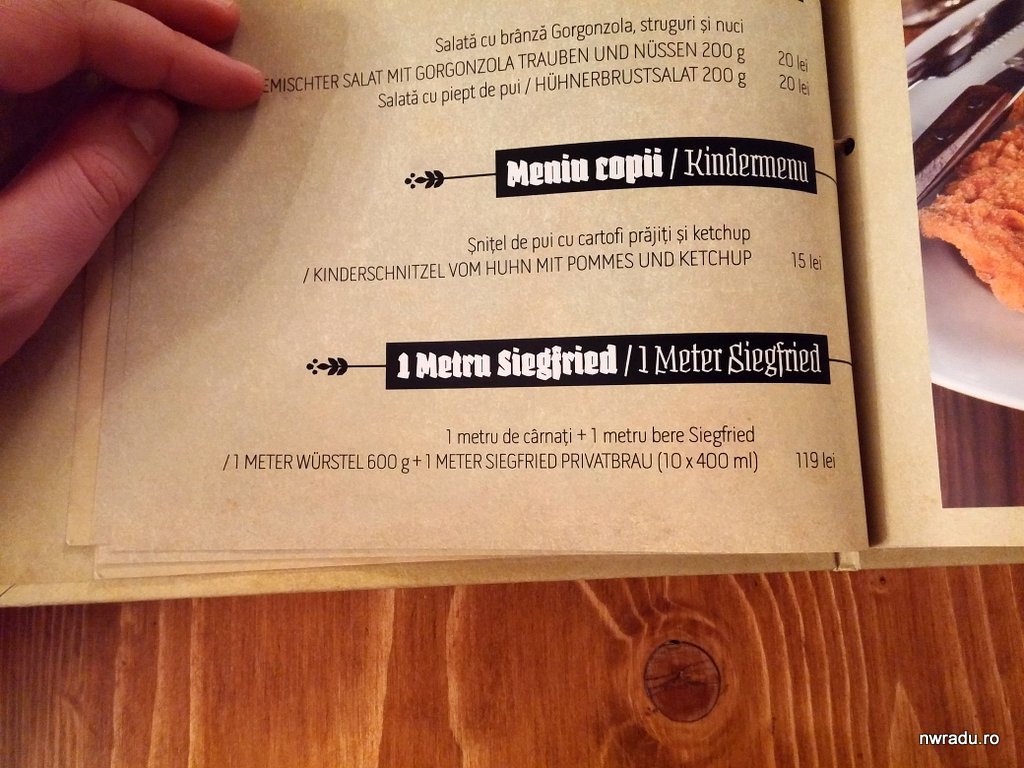 Salată cu brânză Gorgonzola, struguri și nuci
EMISCHTER SALAT MIT GORGONZOLA TRAUBEN UND NÜSSEN 200 g 20 lei
Salată cu piept de pui / HÜHNERBRUSTSALAT 200 g 20 lei
Meniu copii / Kindermenu
Șnițel de pui cu cartofi prăjiți și ketchup
/ KINDERSCHNITZEL VOM HUHN MIT POMMES UND KETCHUP 15 lei
1 Metru Siegfried / 1 Meter Siegfried
1 metru de cârnați + 1 metru bere Siegfried
/ 1 METER WÜRSTEL 600 g + 1 METER SIEGFRIED PRIVATBRAU (10 x 400 ml) 119 lei
nwradu.ro